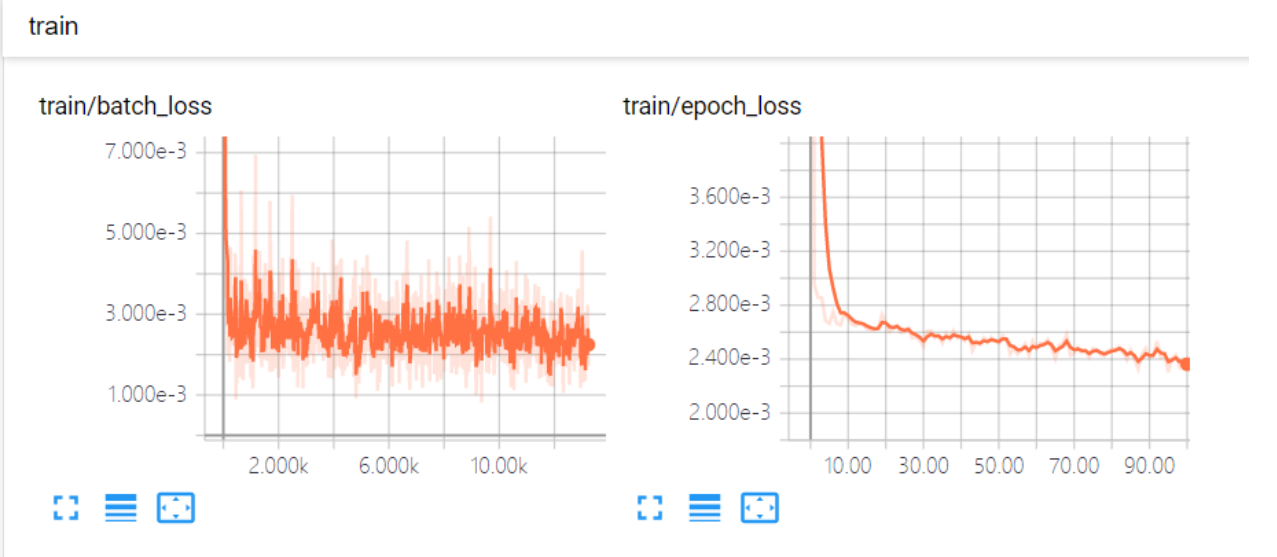 train
train/batch_loss
7.000e-3
5.000e-3
3.000e-3
1.000e-3
2.000k 6.000k 10.00k
train/epoch_loss
3.600e-3
3.200e-3
2.800e-3
2.400e-3
2.000e-3
10.00 30.00 50.00 70.00 90.00